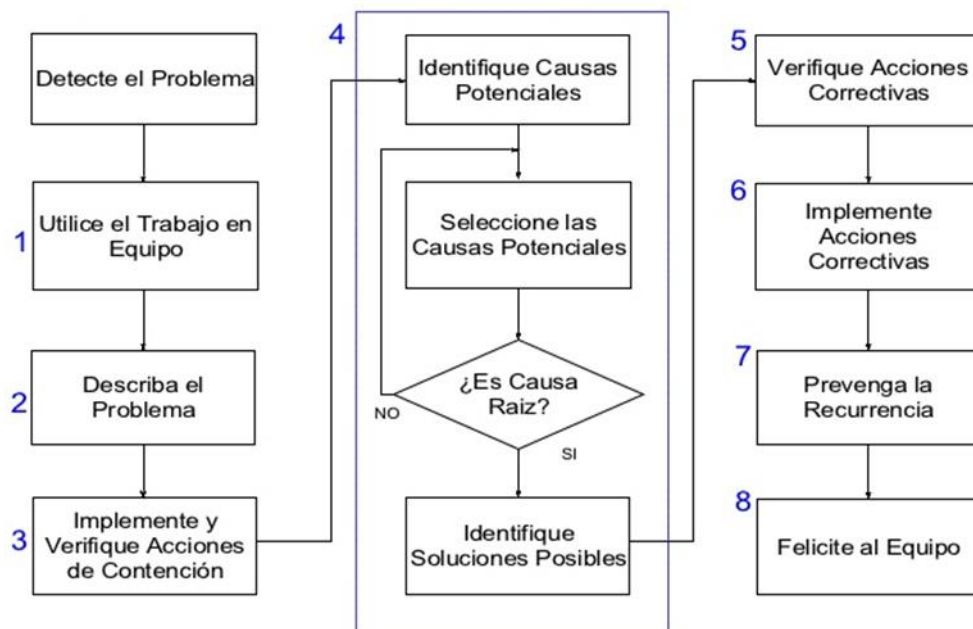 Detecte el Problema
1
Utilice el Trabajo en
Equipo
2
Describa el
Problema
3
Implemente y
Verifique Acciones
de Contención
4
Identifique Causas
Potenciales
Seleccione las
Causas Potenciales
¿Es Causa
Raiz?
NO
SI
Identifique
Soluciones Posibles
5
Verifique Acciones
Correctivas
6
Implemente
Acciones
Correctivas
7
Prevenga la
Recurrencia
8
Felicite al Equipo